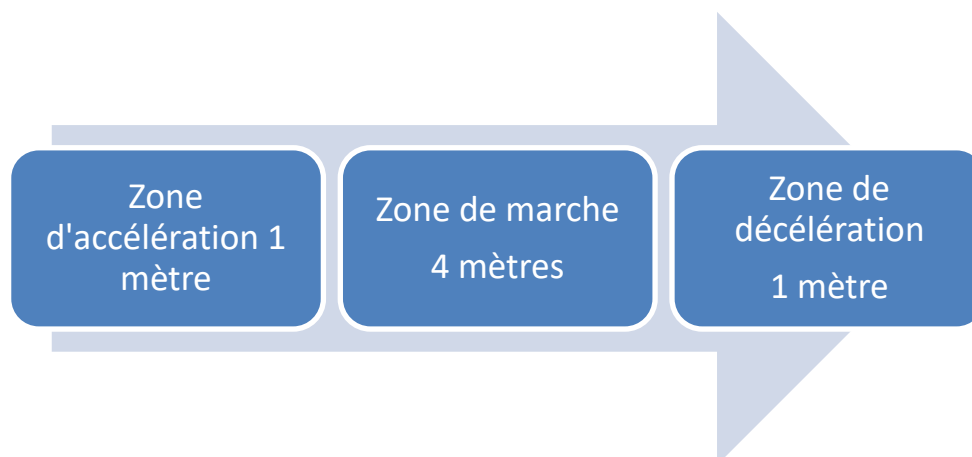 Zone
d'accélération 1
mètre
Zone de marche
4 mètres
Zone de
décélération
1 mètre